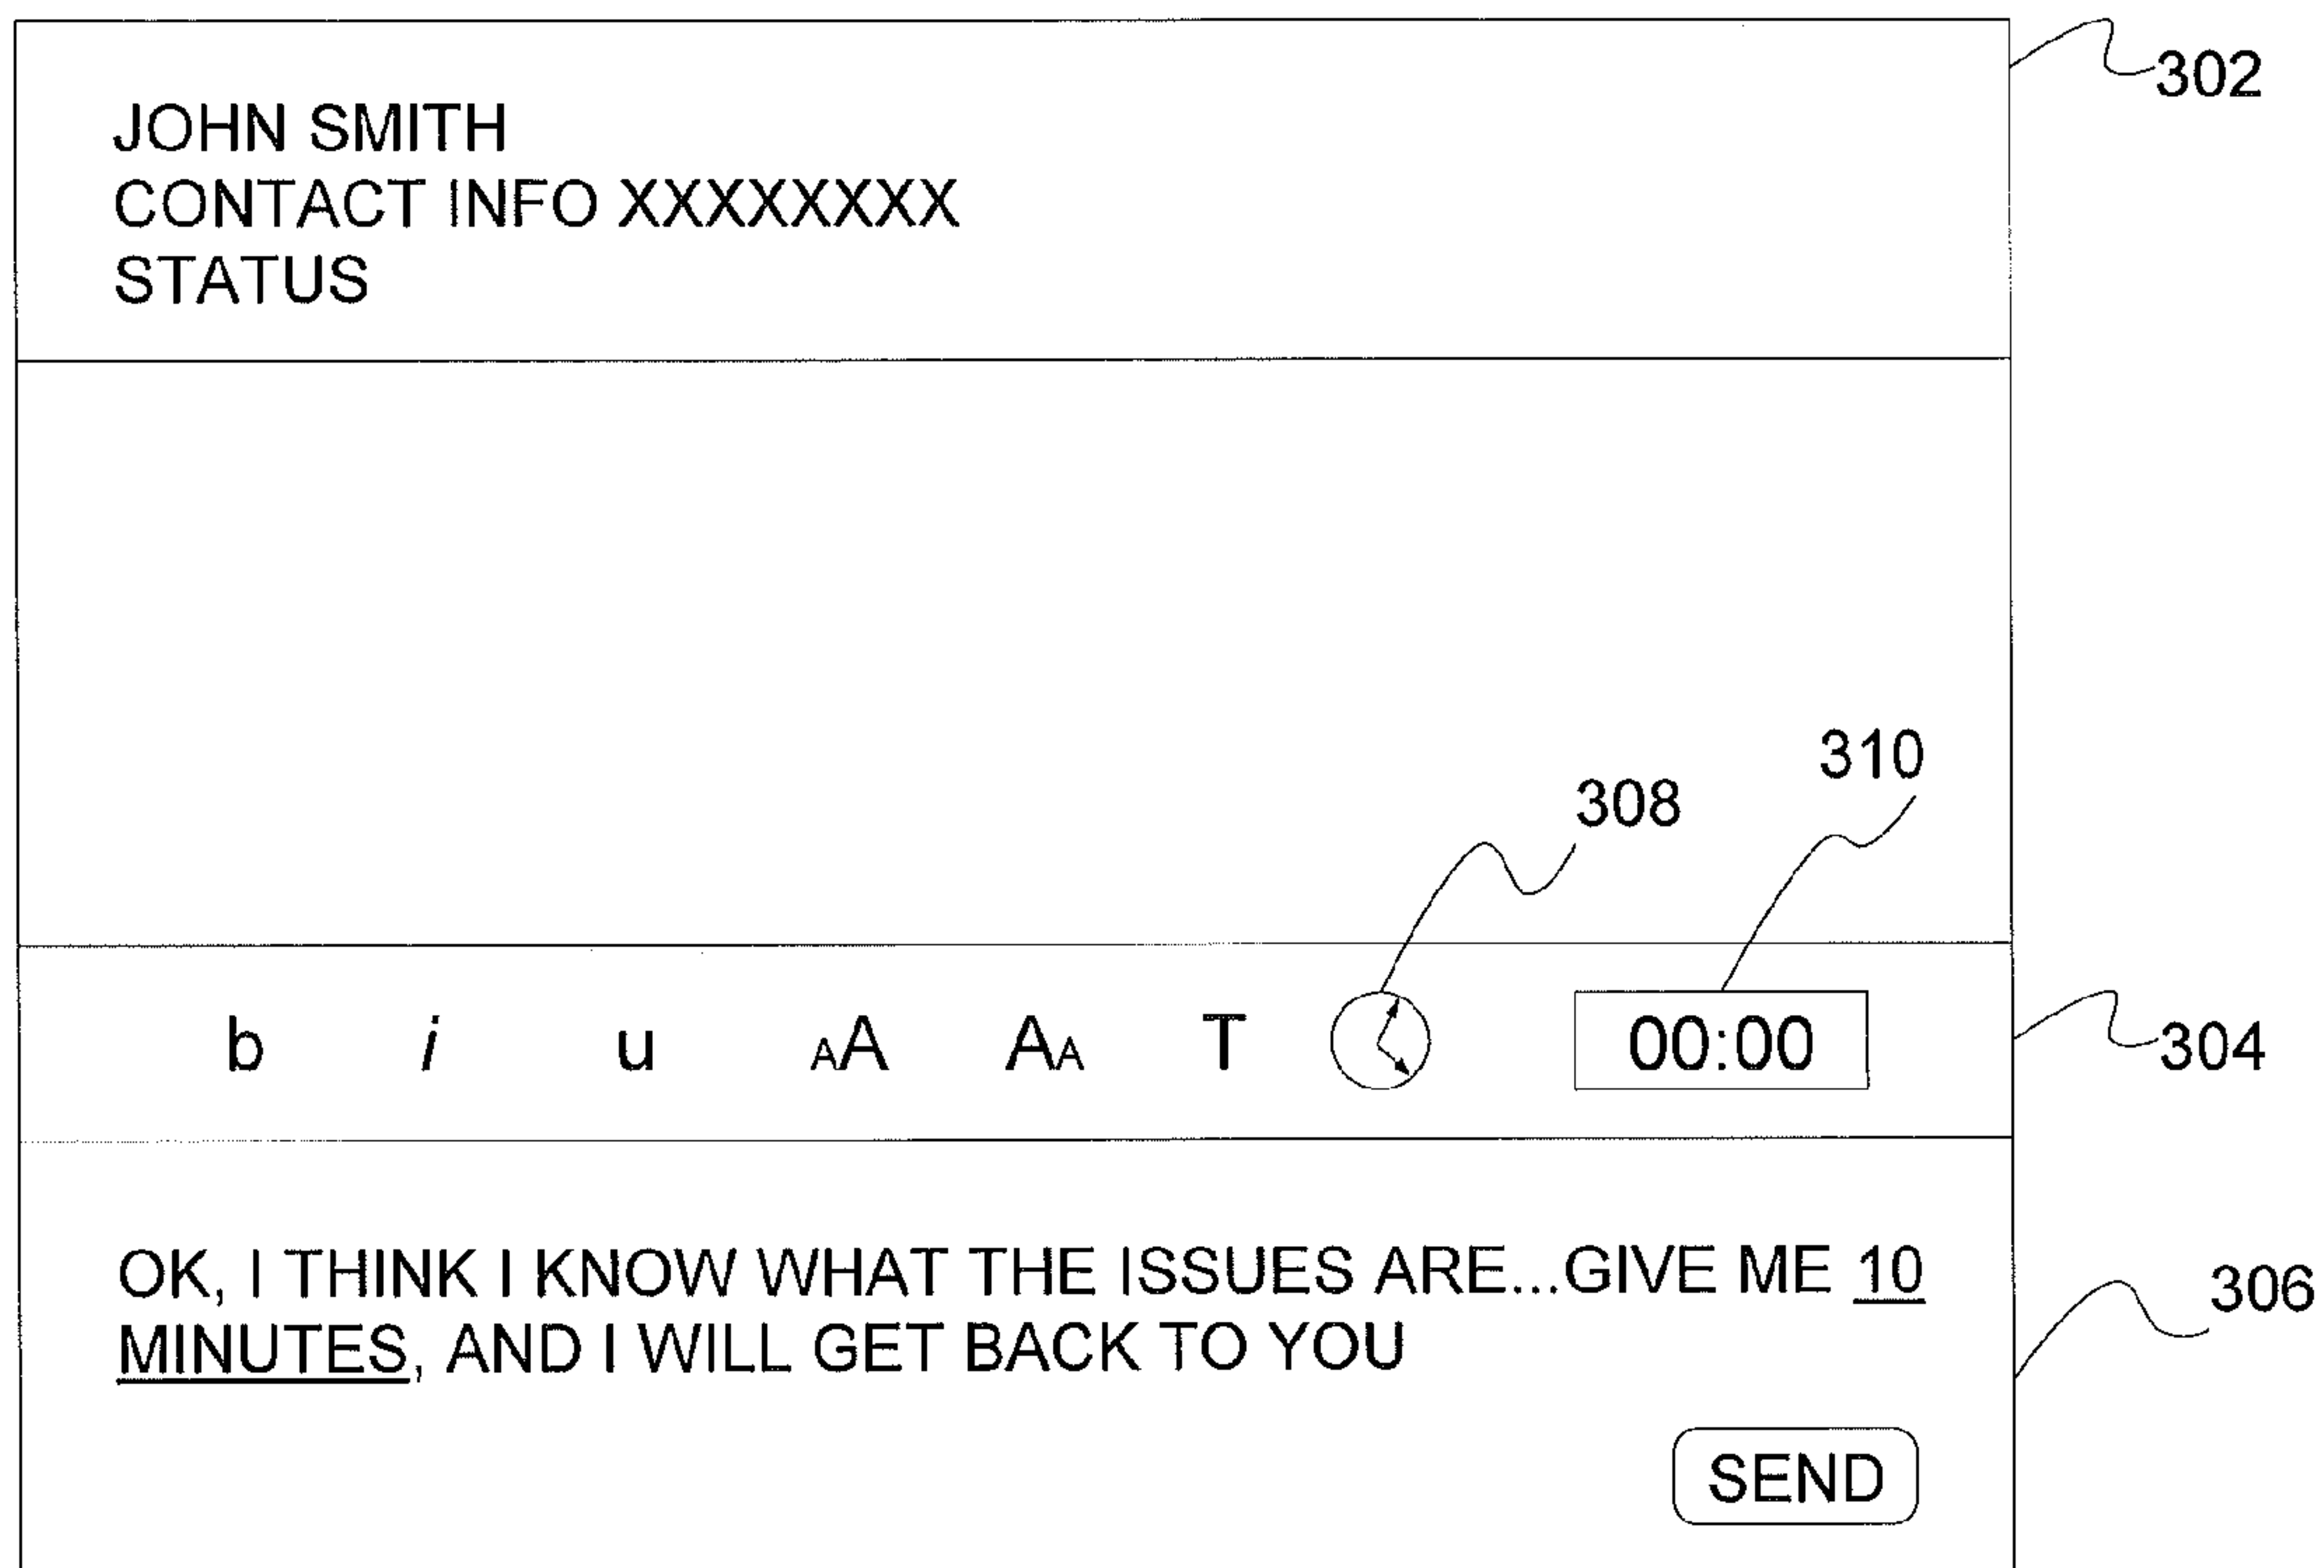 302
JOHN SMITH
CONTACT INFO XXXXXXXX
STATUS
310
308
b i u AA AA T 00:00
304
OK, I THINK I KNOW WHAT THE ISSUES ARE...GIVE ME 10
MINUTES, AND I WILL GET BACK TO YOU
306
SEND